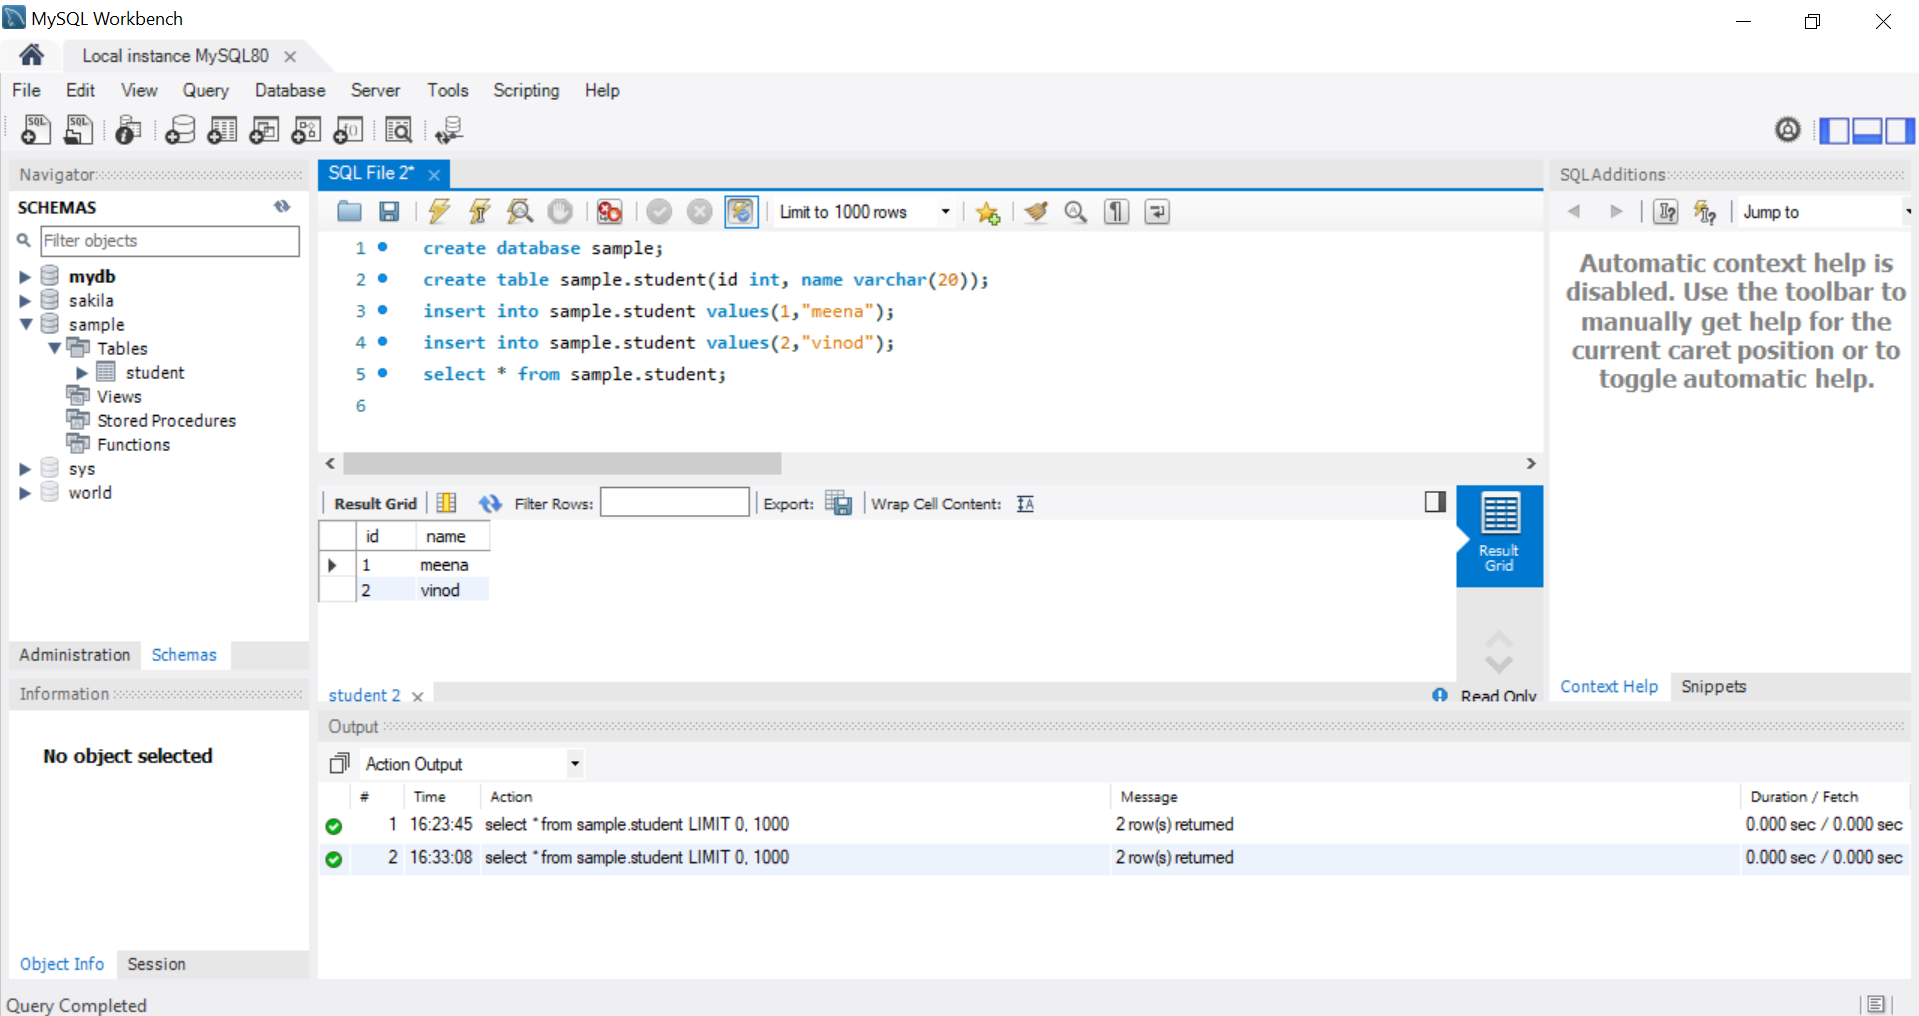 MySQL Workbench
Local instance MySQL80
File Edit View Query Database Server Tools Scripting Help
Navigator
SCHEMAS
Filter objects
mydb
sakila
sample
Tables
student
Views
Stored Procedures
Functions
sys
world
Administration Schemas
Information
No object selected
Object Info Session
SQL File 2*
Limit to 1000 rows
1 create database sample;
2 create table sample.student(id int, name varchar(20));
3 insert into sample.student values(1,"meena");
4 insert into sample.student values(2,"vinod");
5 select * from sample.student;
6
Result Grid Filter Rows: Export: Wrap Cell Content:
id name
1 meena
2 vinod
Result
Grid
student 2
Read Only
SQLAdditions
Jump to
Automatic context help is
disabled. Use the toolbar to
manually get help for the
current caret position or to
toggle automatic help.
Context Help Snippets
Output
Action Output
# Time Action Message Duration / Fetch
1 16:23:45 select * from sample.student LIMIT 0, 1000 2 row(s) returned 0.000 sec / 0.000 sec
2 16:33:08 select * from sample.student LIMIT 0, 1000 2 row(s) returned 0.000 sec / 0.000 sec
Query Completed